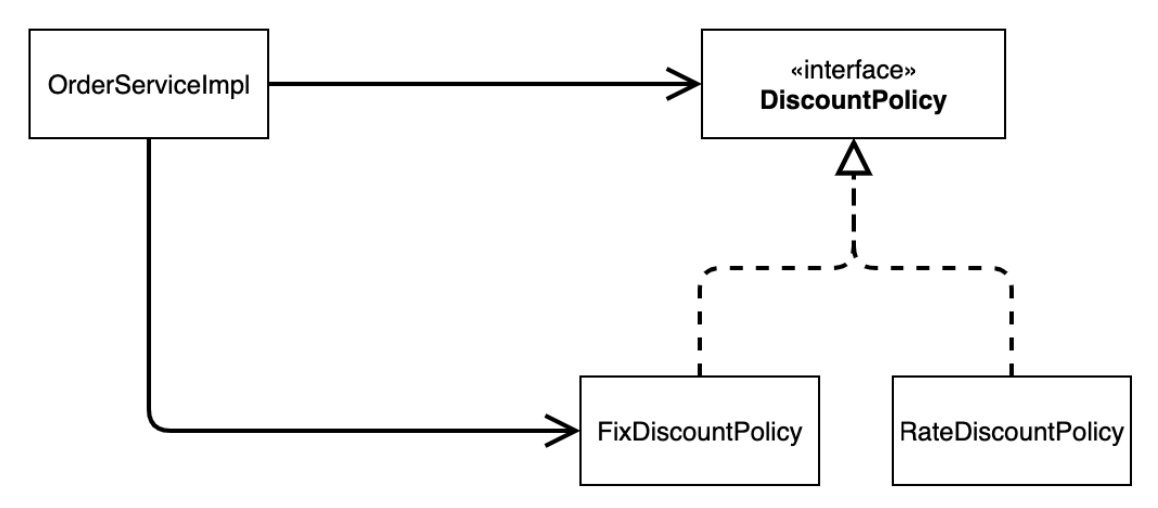 OrderServiceImpl
«interface»
DiscountPolicy
FixDiscountPolicy
RateDiscountPolicy